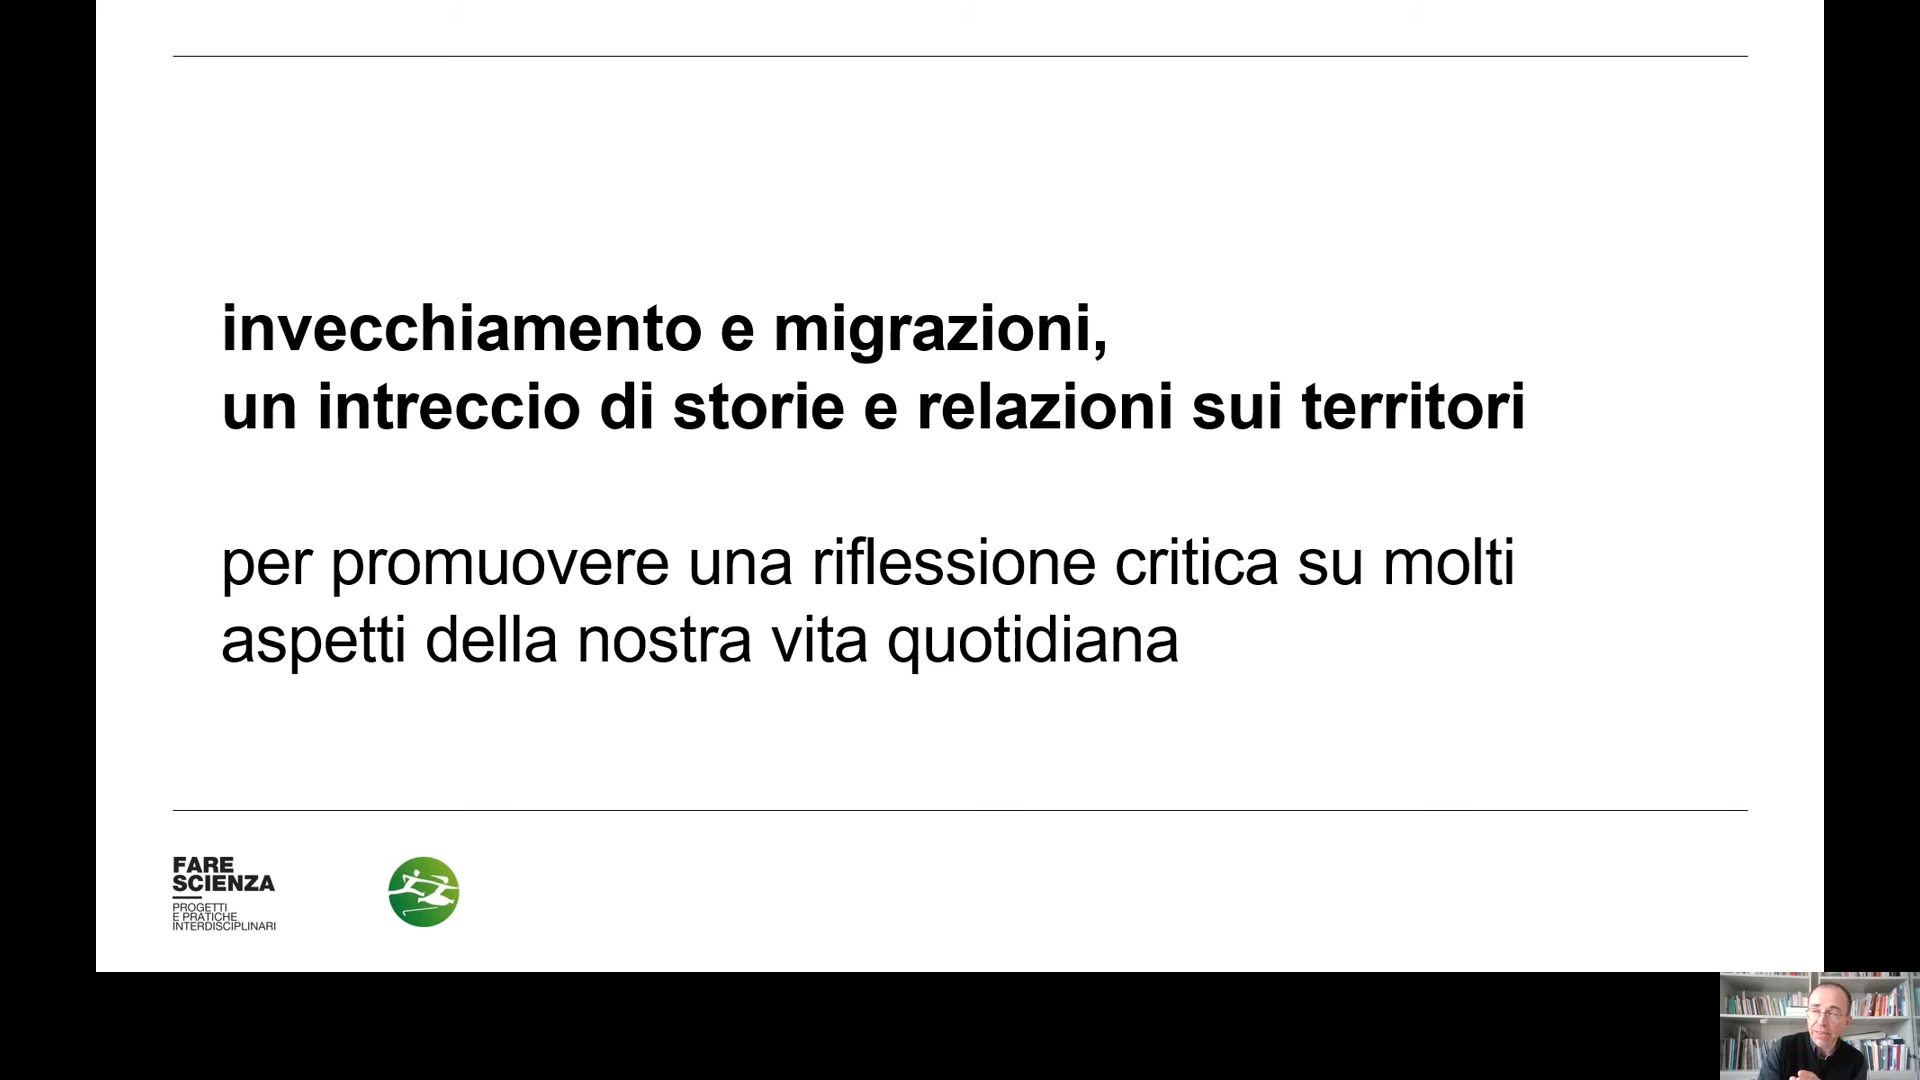 invecchiamento e migrazioni,
un intreccio di storie e relazioni sui territori
per promuovere una riflessione critica su molti
aspetti della nostra vita quotidiana
FARE
SCIENZA
PROGETTI
E PRATICHE
INTERDISCIPLINARI